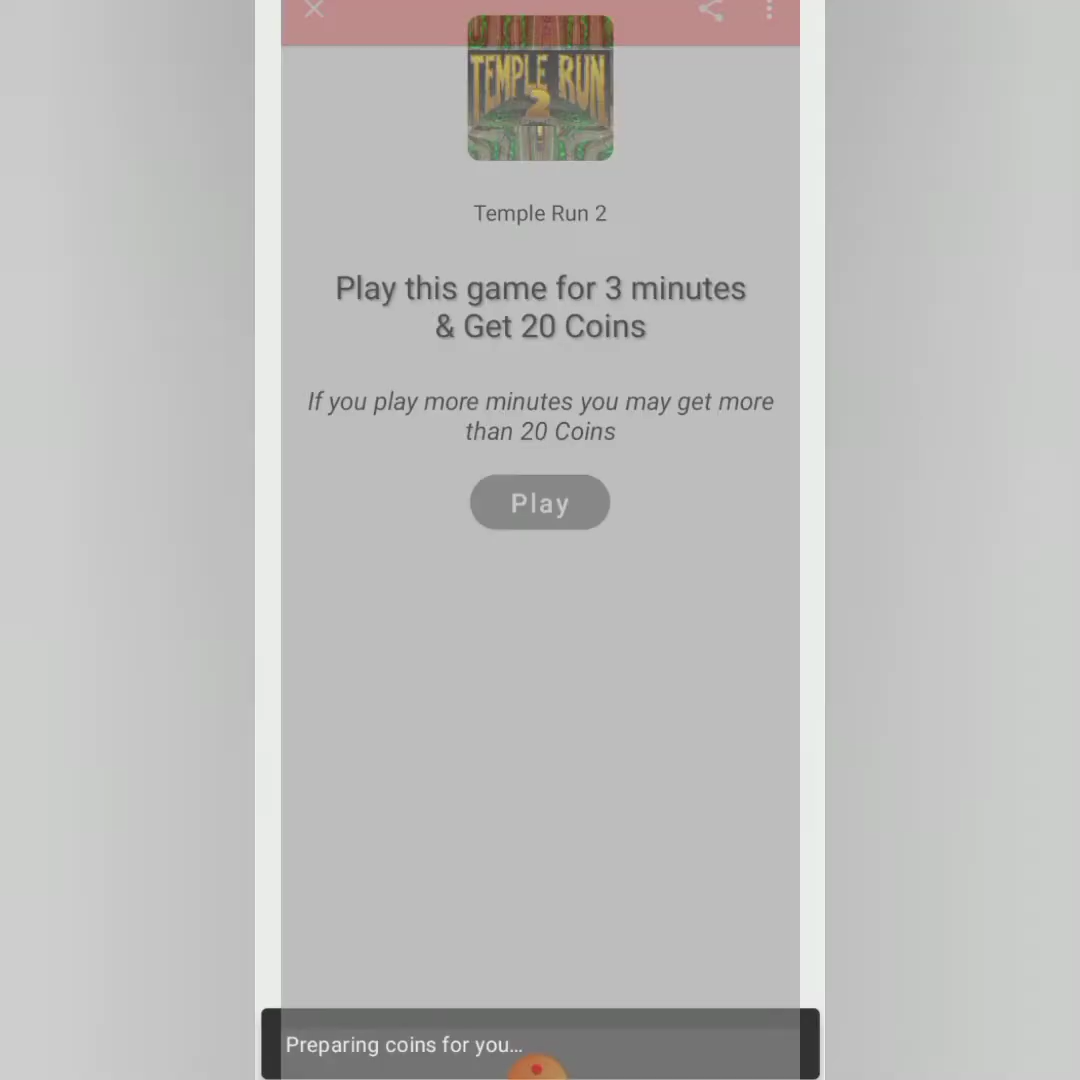 TEMPLE RUN
2
Temple Run 2
Play this game for 3 minutes
& Get 20 Coins
If you play more minutes you may get more
than 20 Coins
Play
Preparing coins for you...